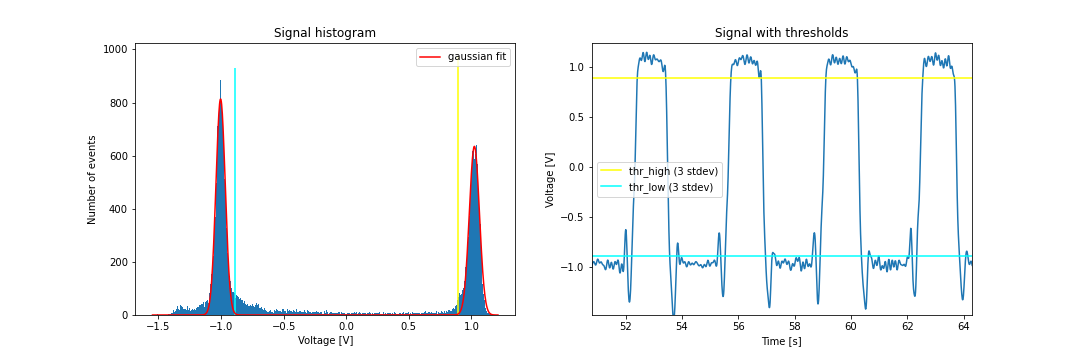 Signal histogram
1000
800
600
400
200
0
Number of events
gaussian fit
−1.5
−1.0
−0.5
0.0
0.5
1.0
Voltage [V]
Signal with thresholds
1.0
0.5
0.0
−0.5
−1.0
Voltage [V]
thr_high (3 stdev)
thr_low (3 stdev)
52
54
56
58
60
62
64
Time [s]